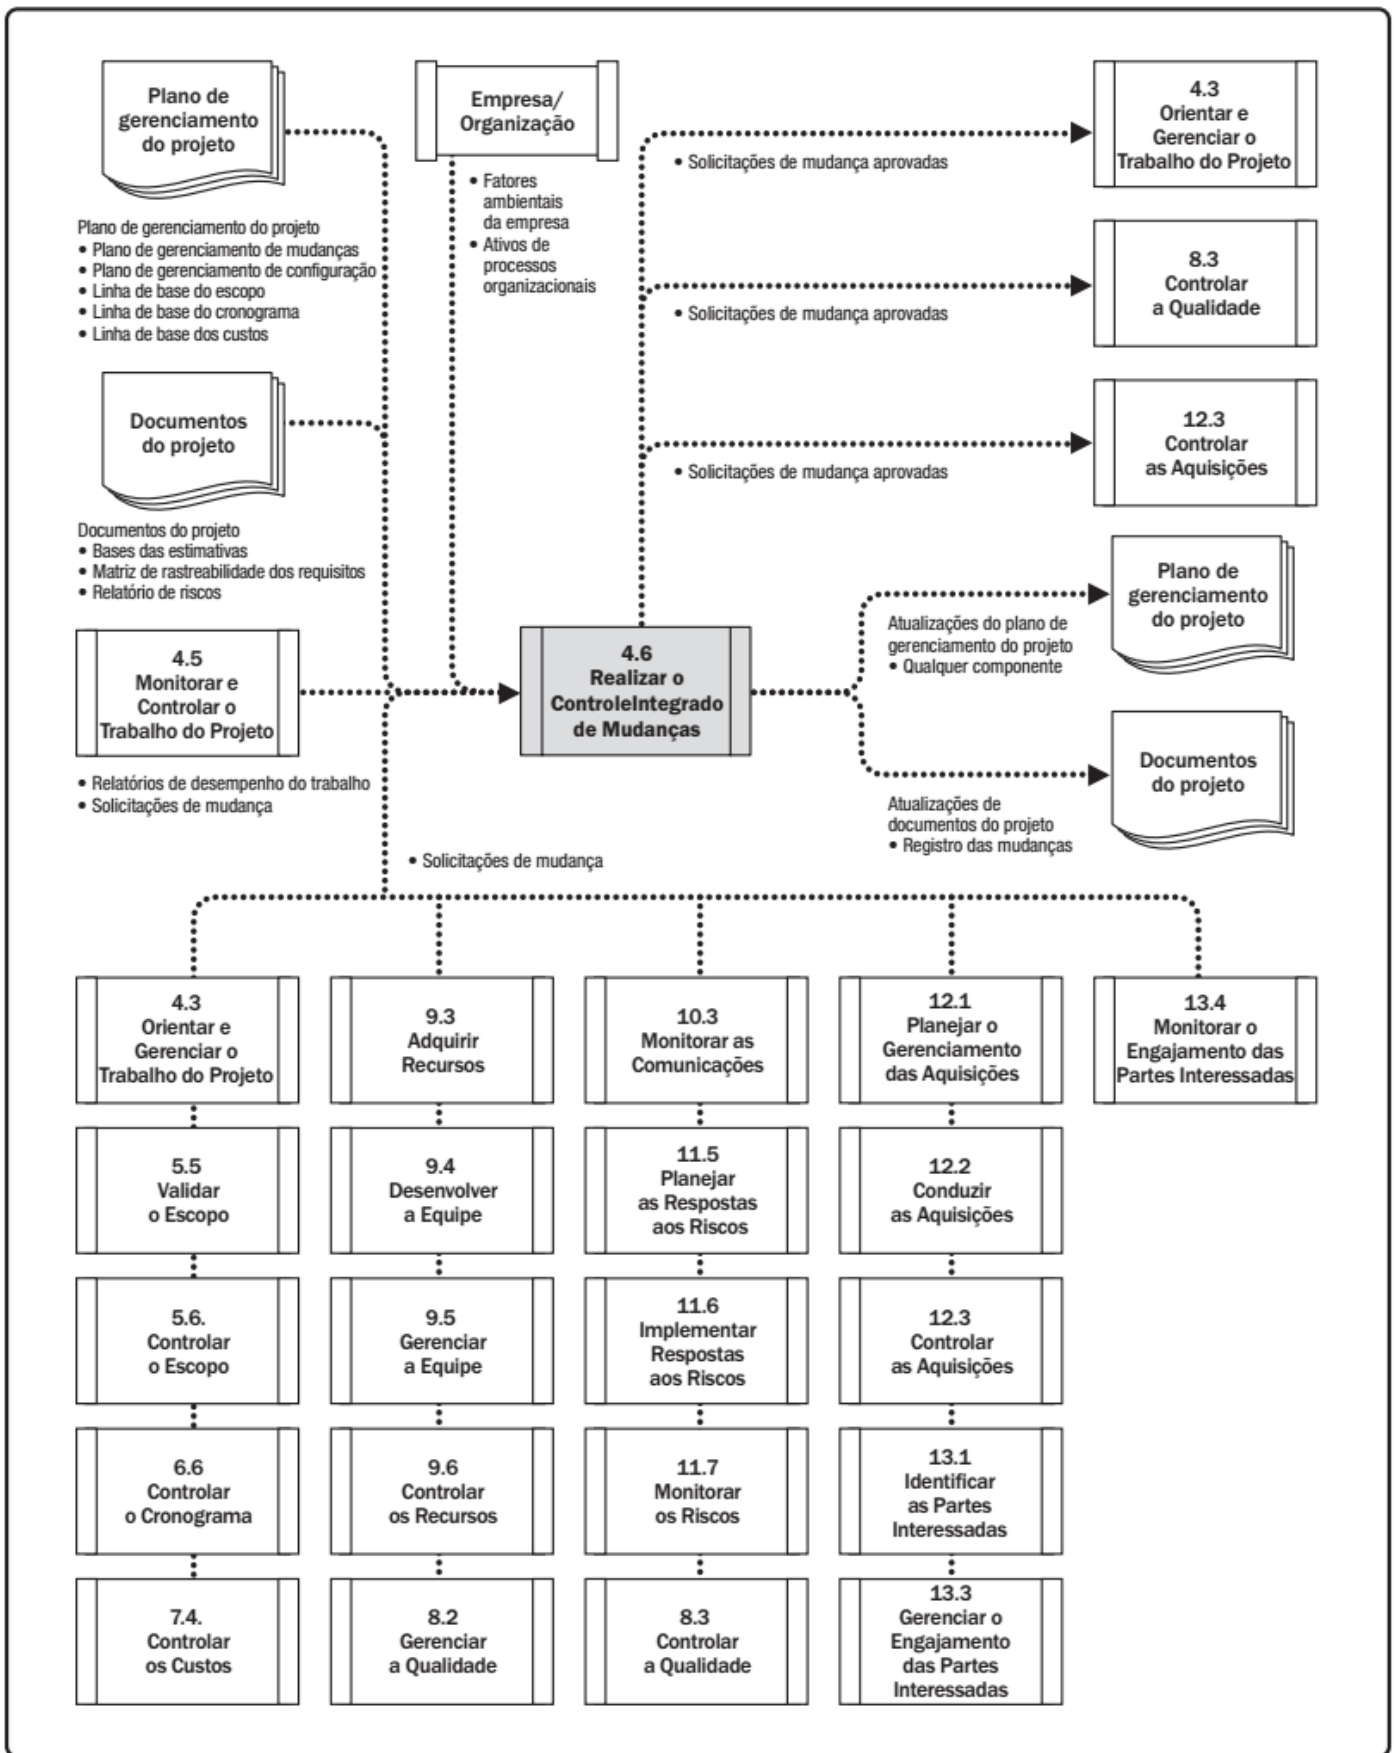 Plano de
gerenciamento
do projeto
Plano de gerenciamento do projeto
• Plano de gerenciamento de mudanças
• Plano de gerenciamento de configuração
• Linha de base do escopo
• Linha de base do cronograma
• Linha de base dos custos
Empresa/
Organização
• Fatores
ambientais
da empresa
• Ativos de
processos
organizacionais
• Solicitações de mudança aprovadas
4.3
Orientar e
Gerenciar o
Trabalho do Projeto
• Solicitações de mudança aprovadas
8.3
Controlar
a Qualidade
• Solicitações de mudança aprovadas
12.3
Controlar
as Aquisições
Documentos
do projeto
Documentos do projeto
• Bases das estimativas
• Matriz de rastreabilidade dos requisitos
• Relatório de riscos
4.5
Monitorar e
Controlar o
Trabalho do Projeto
• Relatórios de desempenho do trabalho
• Solicitações de mudança
4.6
Realizar o
ControleIntegrado
de Mudanças
Atualizações do plano de
gerenciamento do projeto
• Qualquer componente
Plano de
gerenciamento
do projeto
Atualizações de
documentos do projeto
• Registro das mudanças
Documentos
do projeto
• Solicitações de mudança
4.3
Orientar e
Gerenciar o
Trabalho do Projeto
5.5
Validar
o Escopo
5.6.
Controlar
o Escopo
6.6
Controlar
o Cronograma
7.4.
Controlar
os Custos
9.3
Adquirir
Recursos
9.4
Desenvolver
a Equipe
9.5
Gerenciar
a Equipe
9.6
Controlar
os Recursos
8.2
Gerenciar
a Qualidade
10.3
Monitorar as
Comunicações
11.5
Planejar
as Respostas
aos Riscos
11.6
Implementar
Respostas
aos Riscos
11.7
Monitorar
os Riscos
8.3
Controlar
a Qualidade
12.1
Planejar o
Gerenciamento
das Aquisições
12.2
Conduzir
as Aquisições
12.3
Controlar
as Aquisições
13.1
Identificar
as Partes
Interessadas
13.3
Gerenciar o
Engajamento
das Partes
Interessadas
13.4
Monitorar o
Engajamento das
Partes Interessadas